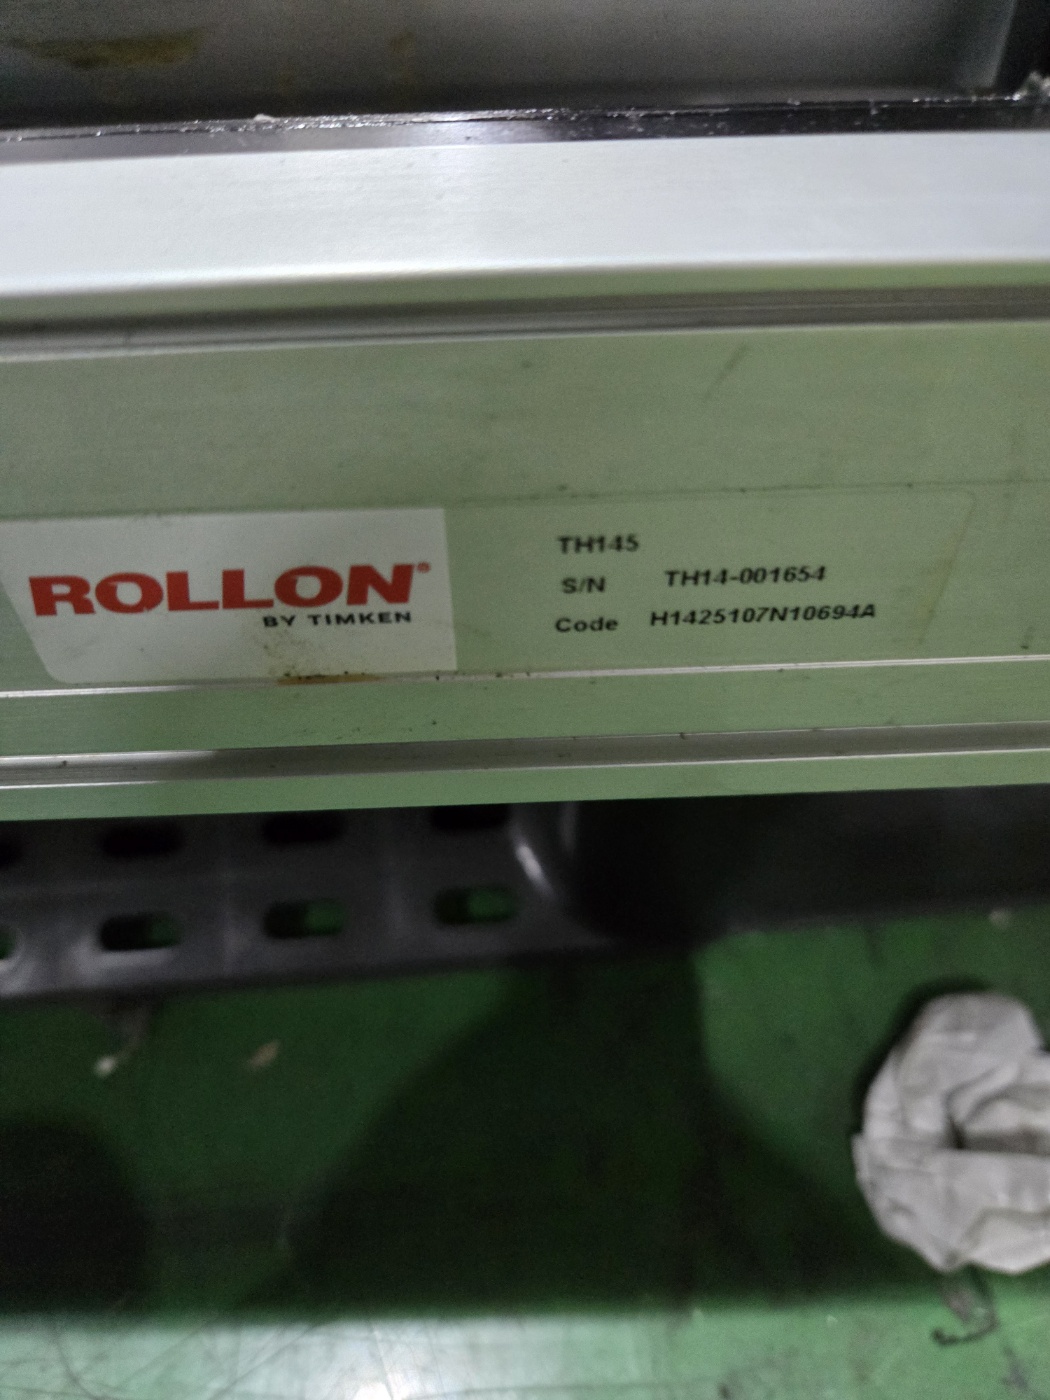 ROLLON®
BY TIMKEN
TH145
S/N TH14-001654
Code H1425107N10694A